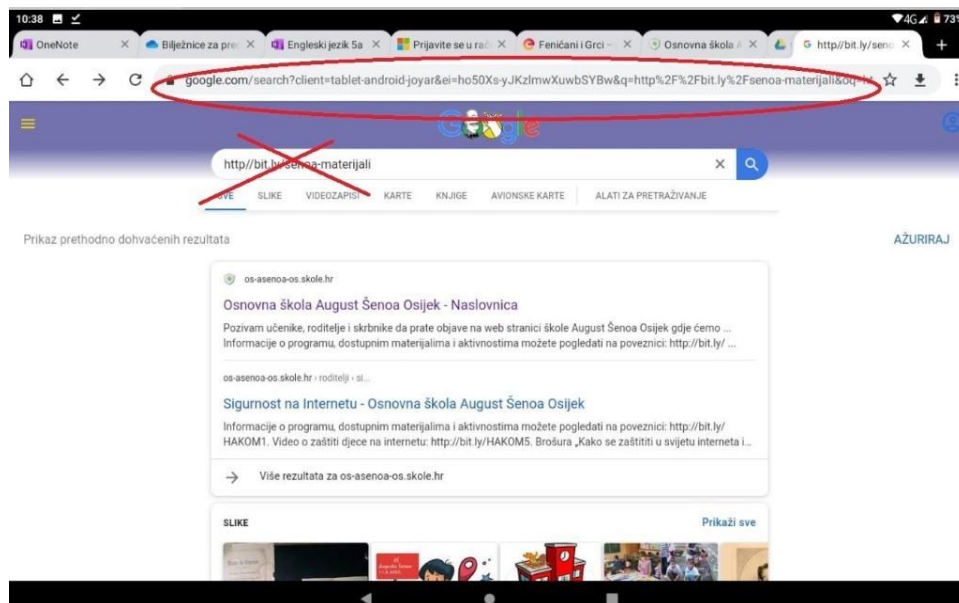 10:38 4G 73%
OneNote Bilježnice za pre Engleski jezik 5a Prijavite se u rač Feničani i Grci – Osnovna škola A http//bit.ly/seno
google.com/search?client=tablet-android-joyar&ei=ho50Xs-yJKzlmwXuwbSYBw&q=http%2F%2Fbit.ly%2Fsenoa-materijali&oq=ht
Google
http//bit.ly/senoa-materijali
SVE SLIKE VIDEOZAPISI KARTE KNJIGE AVIONSKE KARTE ALATI ZA PRETRAŽIVANJE
Prikaz prethodno dohvaćenih rezultata AŽURIRAJ
os-asenoa-os.skole.hr
Osnovna škola August Šenoa Osijek - Naslovnica
Pozivam učenike, roditelje i skrbnike da prate objave na web stranici škole August Šenoa Osijek gdje ćemo ...
Informacije o programu, dostupnim materijalima i aktivnostima možete pogledati na poveznici: http://bit.ly/ ...
os-asenoa-os.skole.hr › roditelji › si...
Sigurnost na Internetu - Osnovna škola August Šenoa Osijek
Informacije o programu, dostupnim materijalima i aktivnostima možete pogledati na poveznici: http://bit.ly/
HAKOM1. Video o zaštiti djece na internetu: http://bit.ly/HAKOM5. Brošura „Kako se zaštititi u svijetu interneta i...
Više rezultata za os-asenoa-os.skole.hr
SLIKE Prikaži sve